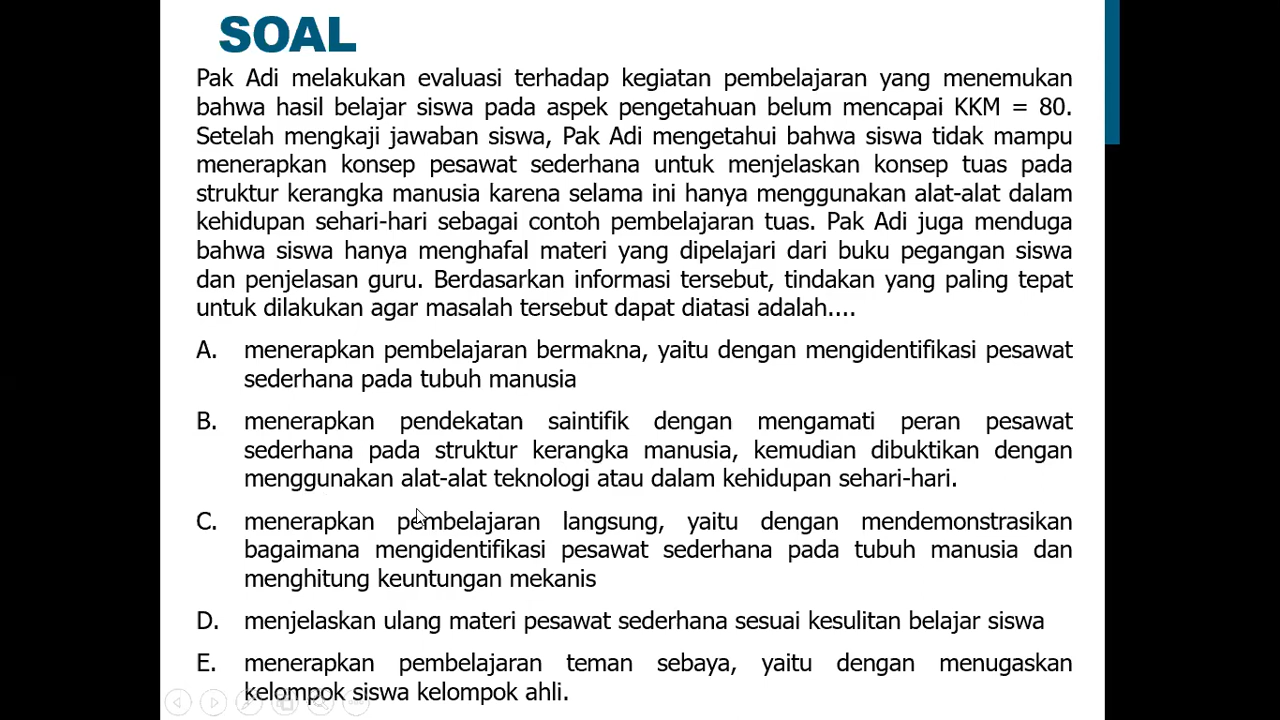 SOAL
Pak Adi melakukan evaluasi terhadap kegiatan pembelajaran yang menemukan
bahwa hasil belajar siswa pada aspek pengetahuan belum mencapai KKM = 80.
Setelah mengkaji jawaban siswa, Pak Adi mengetahui bahwa siswa tidak mampu
menerapkan konsep pesawat sederhana untuk menjelaskan konsep tuas pada
struktur kerangka manusia karena selama ini hanya menggunakan alat-alat dalam
kehidupan sehari-hari sebagai contoh pembelajaran tuas. Pak Adi juga menduga
bahwa siswa hanya menghafal materi yang dipelajari dari buku pegangan siswa
dan penjelasan guru. Berdasarkan informasi tersebut, tindakan yang paling tepat
untuk dilakukan agar masalah tersebut dapat diatasi adalah....
A. menerapkan pembelajaran bermakna, yaitu dengan mengidentifikasi pesawat
sederhana pada tubuh manusia
B. menerapkan pendekatan saintifik dengan mengamati peran pesawat
sederhana pada struktur kerangka manusia, kemudian dibuktikan dengan
menggunakan alat-alat teknologi atau dalam kehidupan sehari-hari.
C. menerapkan pembelajaran langsung, yaitu dengan mendemonstrasikan
bagaimana mengidentifikasi pesawat sederhana pada tubuh manusia dan
menghitung keuntungan mekanis
D. menjelaskan ulang materi pesawat sederhana sesuai kesulitan belajar siswa
E. menerapkan pembelajaran teman sebaya, yaitu dengan menugaskan
kelompok siswa kelompok ahli.